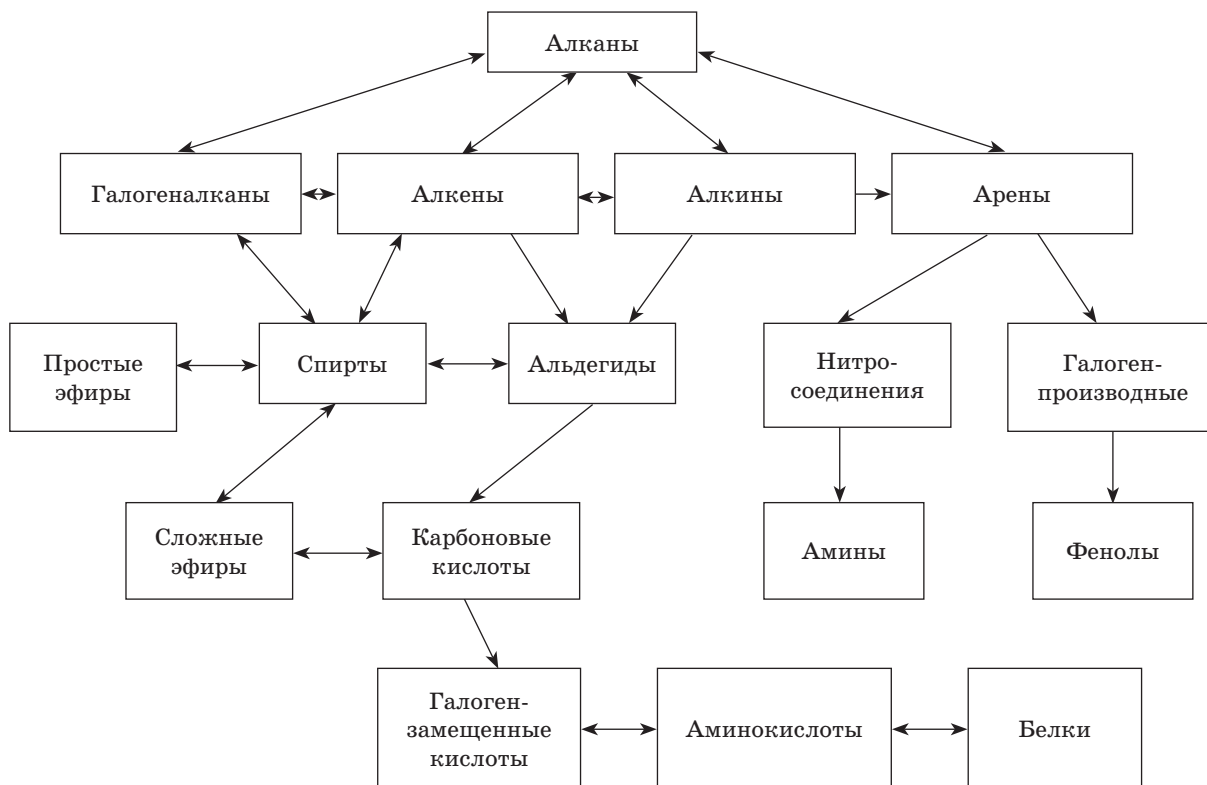 Алканы
Галогеналканы
Алкены
Алкины
Арены
Простые
эфиры
Спирты
Альдегиды
Нитро-
соединения
Галоген-
производные
Сложные
эфиры
Карбоновые
кислоты
Амины
Фенолы
Галоген-
замещенные
кислоты
Аминокислоты
Белки